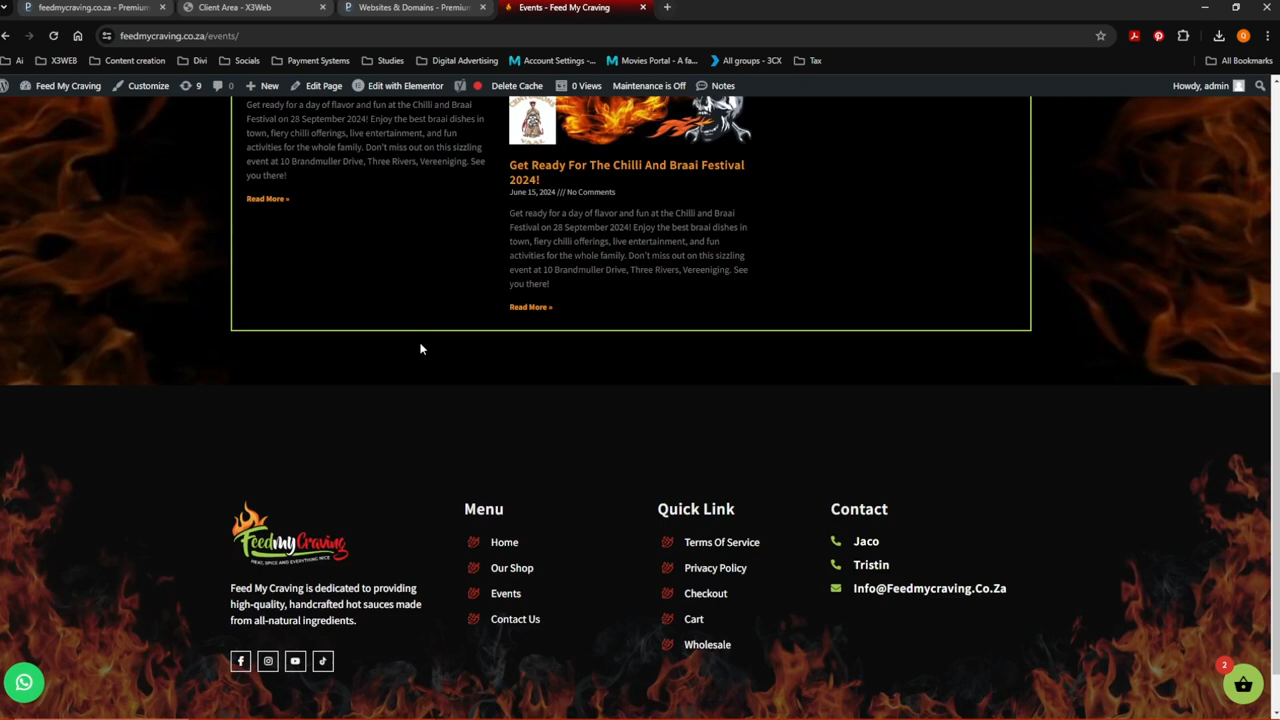 feedmycraving.co.za – Premium
Client Area - X3Web
Websites & Domains – Premium
Events - Feed My Craving
feedmycraving.co.za/events/
Ai
X3WEB
Content creation
Divi
Socials
Payment Systems
Studies
Digital Advertising
Account Settings -...
Movies Portal - A fa...
All groups - 3CX
Tax
All Bookmarks
Feed My Craving
Customize
9
0
New
Edit Page
Edit with Elementor
Delete Cache
0 Views
Maintenance is Off
Notes
Howdy, admin
Get ready for a day of flavor and fun at the Chilli and Braai
Festival on 28 September 2024! Enjoy the best braai dishes in
town, fiery chilli offerings, live entertainment, and fun
activities for the whole family. Don't miss out on this sizzling
event at 10 Brandmuller Drive, Three Rivers, Vereeniging. See
you there!
Read More »
Get Ready For The Chilli And Braai Festival
2024!
June 15, 2024 /// No Comments
Get ready for a day of flavor and fun at the Chilli and Braai
Festival on 28 September 2024! Enjoy the best braai dishes in
town, fiery chilli offerings, live entertainment, and fun
activities for the whole family. Don't miss out on this sizzling
event at 10 Brandmuller Drive, Three Rivers, Vereeniging. See
you there!
Read More »
FeedmyCraving
HEAT, SPICE AND EVERYTHING NICE
Feed My Craving is dedicated to providing
high-quality, handcrafted hot sauces made
from all-natural ingredients.
Menu
Home
Our Shop
Events
Contact Us
Quick Link
Terms Of Service
Privacy Policy
Checkout
Cart
Wholesale
Contact
Jaco
Tristin
Info@Feedmycraving.Co.Za
2